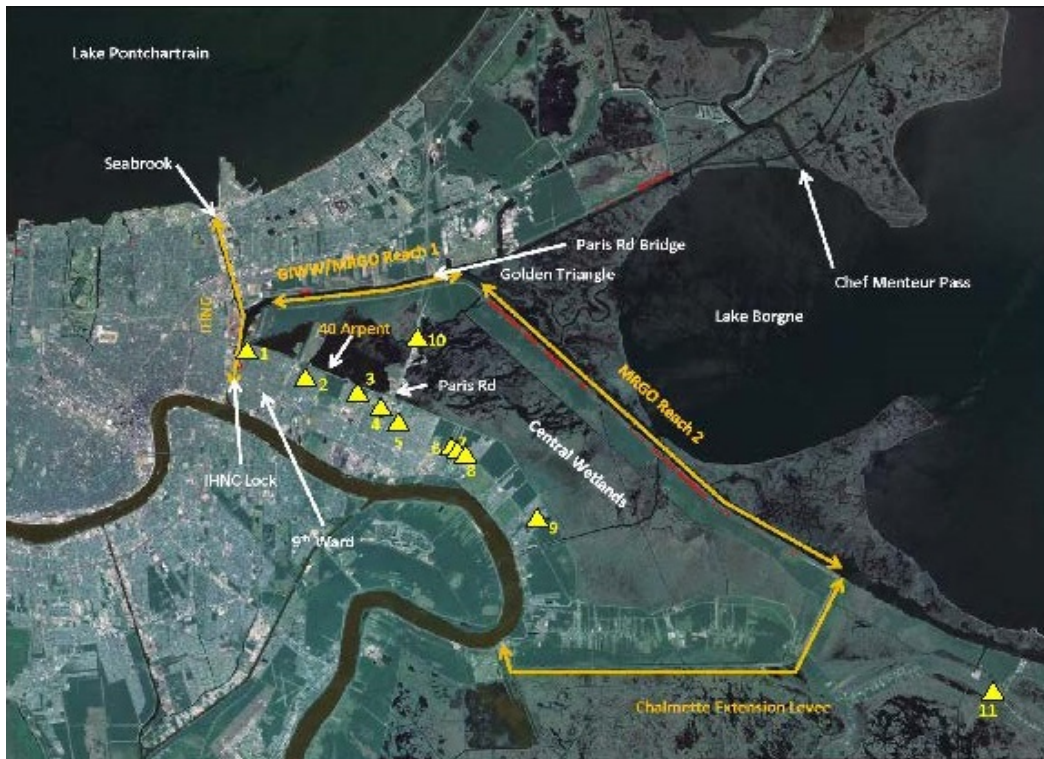 Lake Pontchartrain
Seabrook
Paris Rd Bridge
GIWW/MRGO Reach 1
Golden Triangle
Chef Menteur Pass
Lake Borgne
IHNC
40 Arpent
10
1
2
3
Paris Rd
MRGO Reach 2
4
5
6
7
8
Central Wetlands
IHNC Lock
9th Ward
9
Chalmette Extension Levee
11